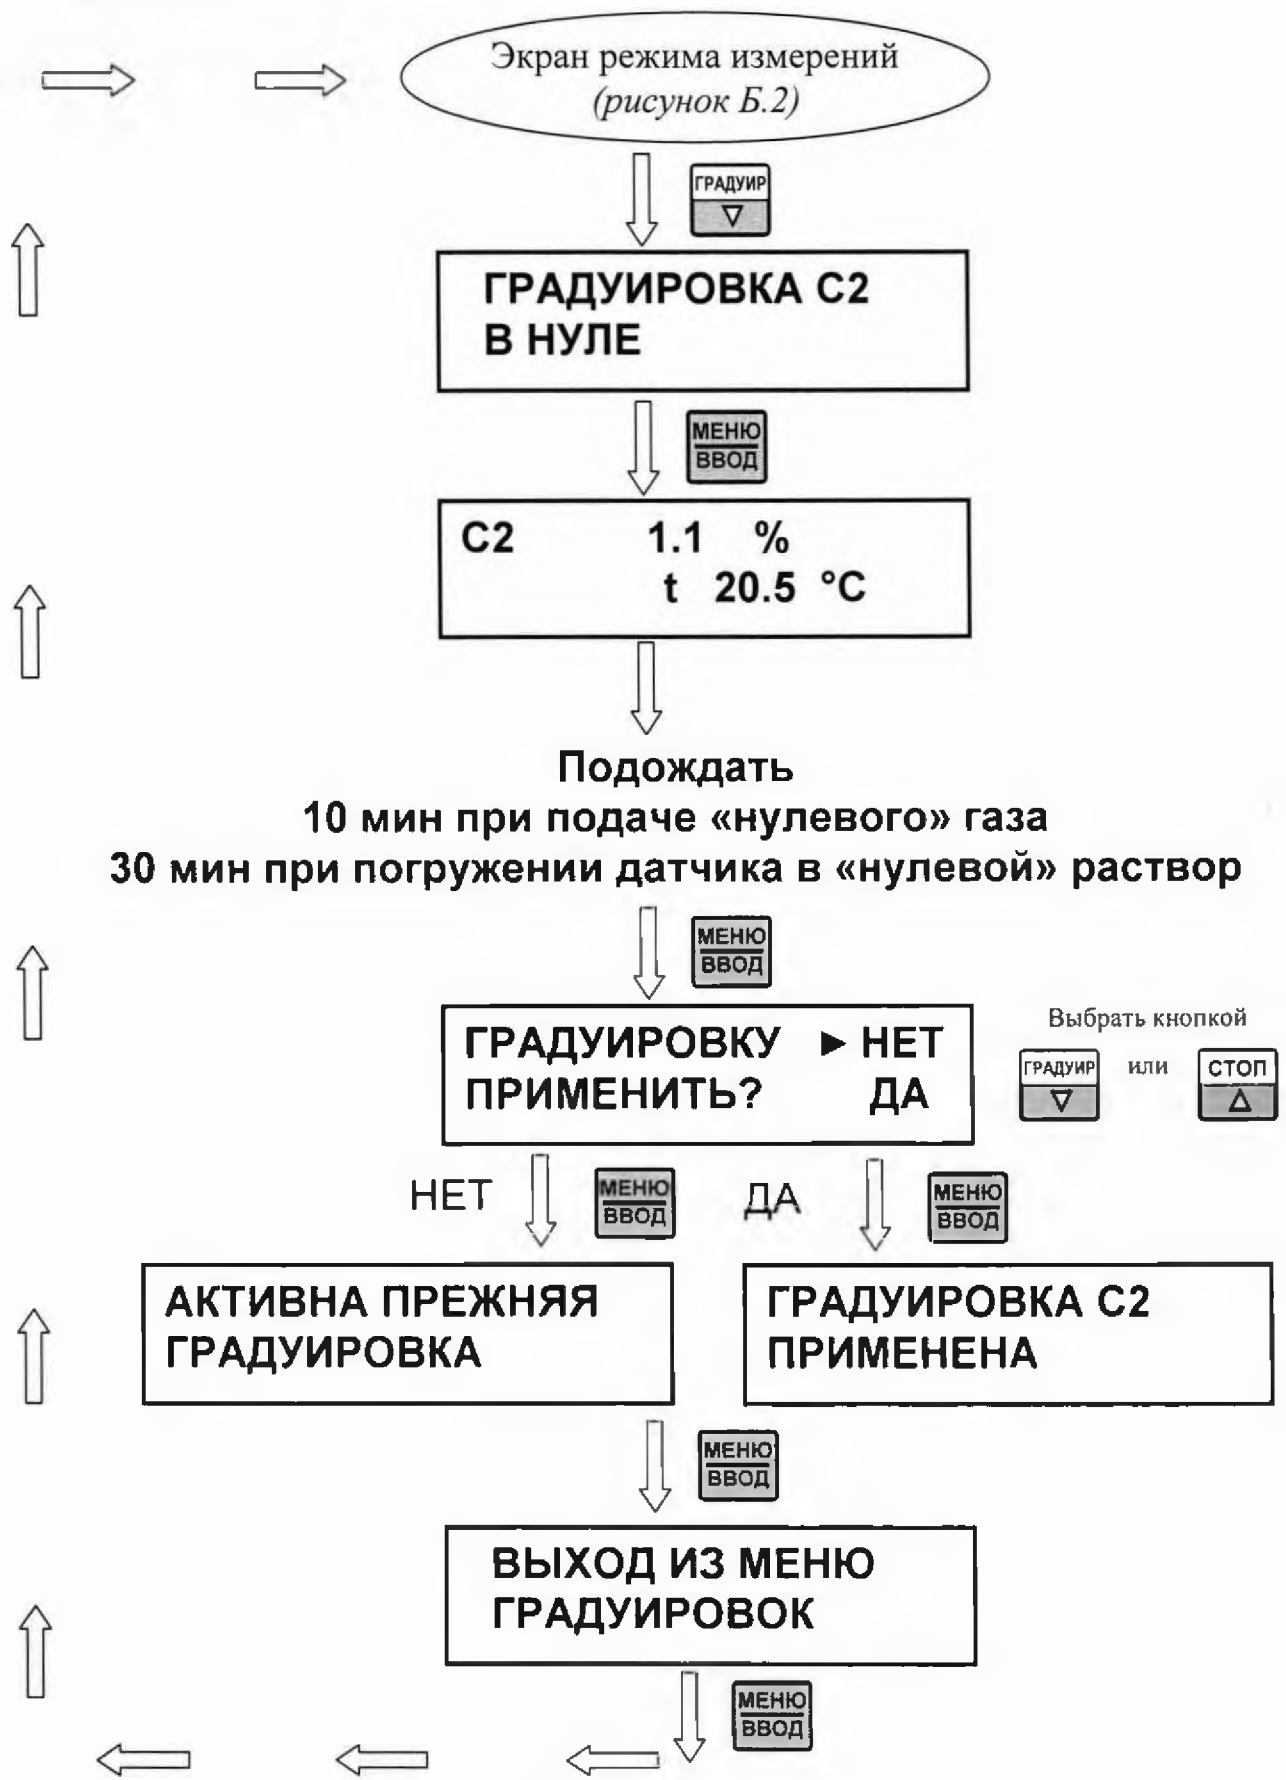 Экран режима измерений
(рисунок Б.2)
ГРАДУИР
ГРАДУИРОВКА С2
В НУЛЕ
МЕНЮ
ВВОД
С2 1.1 %
t 20.5 °С
Подождать
10 мин при подаче «нулевого» газа
30 мин при погружении датчика в «нулевой» раствор
МЕНЮ
ВВОД
ГРАДУИРОВКУ ► НЕТ
ПРИМЕНИТЬ? ДА
Выбрать кнопкой
ГРАДУИР или СТОП
НЕТ
МЕНЮ
ВВОД
ДА
МЕНЮ
ВВОД
АКТИВНА ПРЕЖНЯЯ
ГРАДУИРОВКА
ГРАДУИРОВКА С2
ПРИМЕНЕНА
МЕНЮ
ВВОД
ВЫХОД ИЗ МЕНЮ
ГРАДУИРОВОК
МЕНЮ
ВВОД